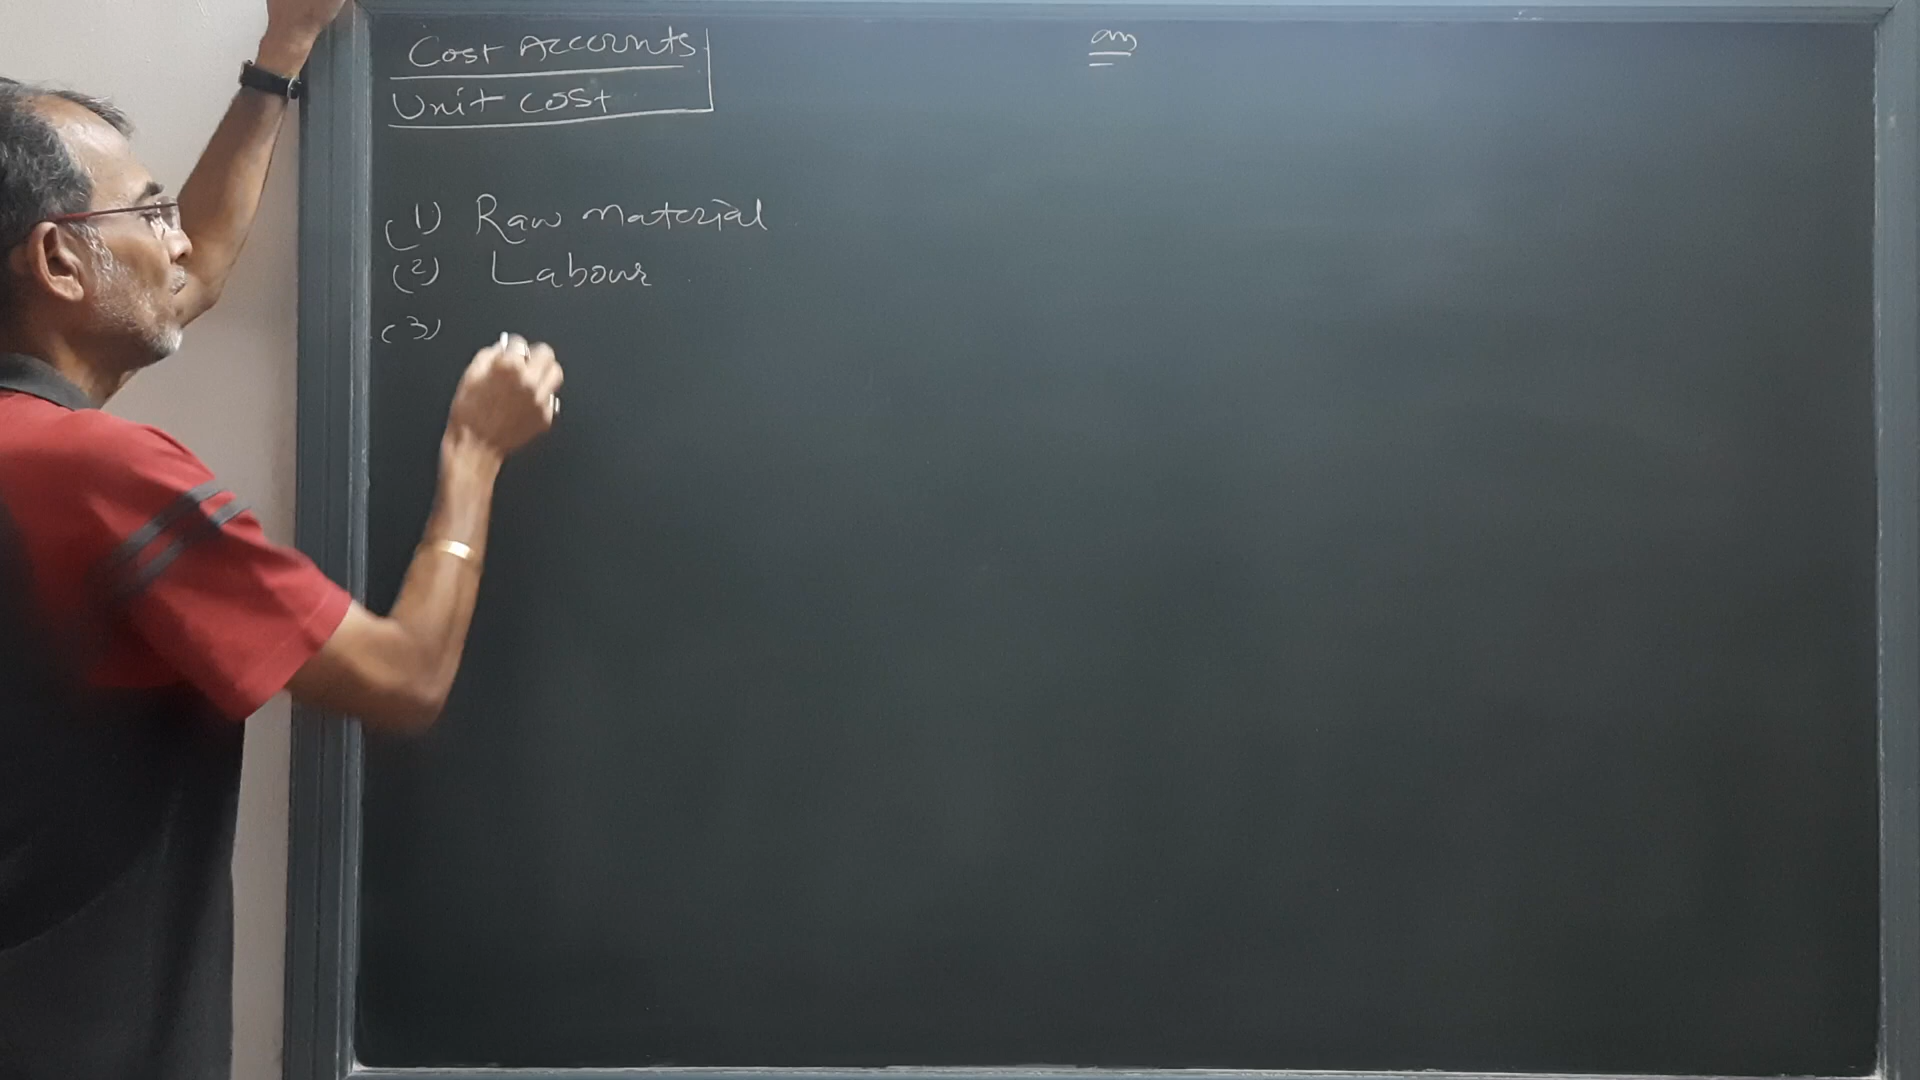 Cost Accounts
Unit cost
(1) Raw material
(2) Labour
(3)